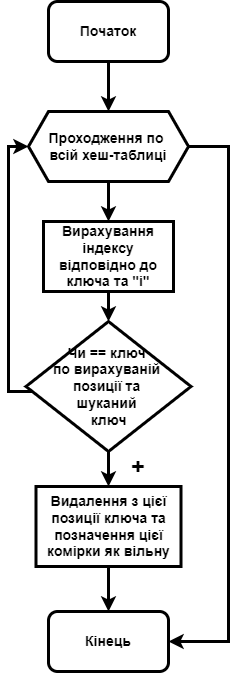 Початок
Проходження по
всій хеш-таблиці
Вирахування
індексу
відповідно до
ключа та "i"
Чи == ключ
по вирахуваній
позиції та
шуканий
ключ
+
Видалення з цієї
позиції ключа та
позначення цієї
комірки як вільну
Кінець